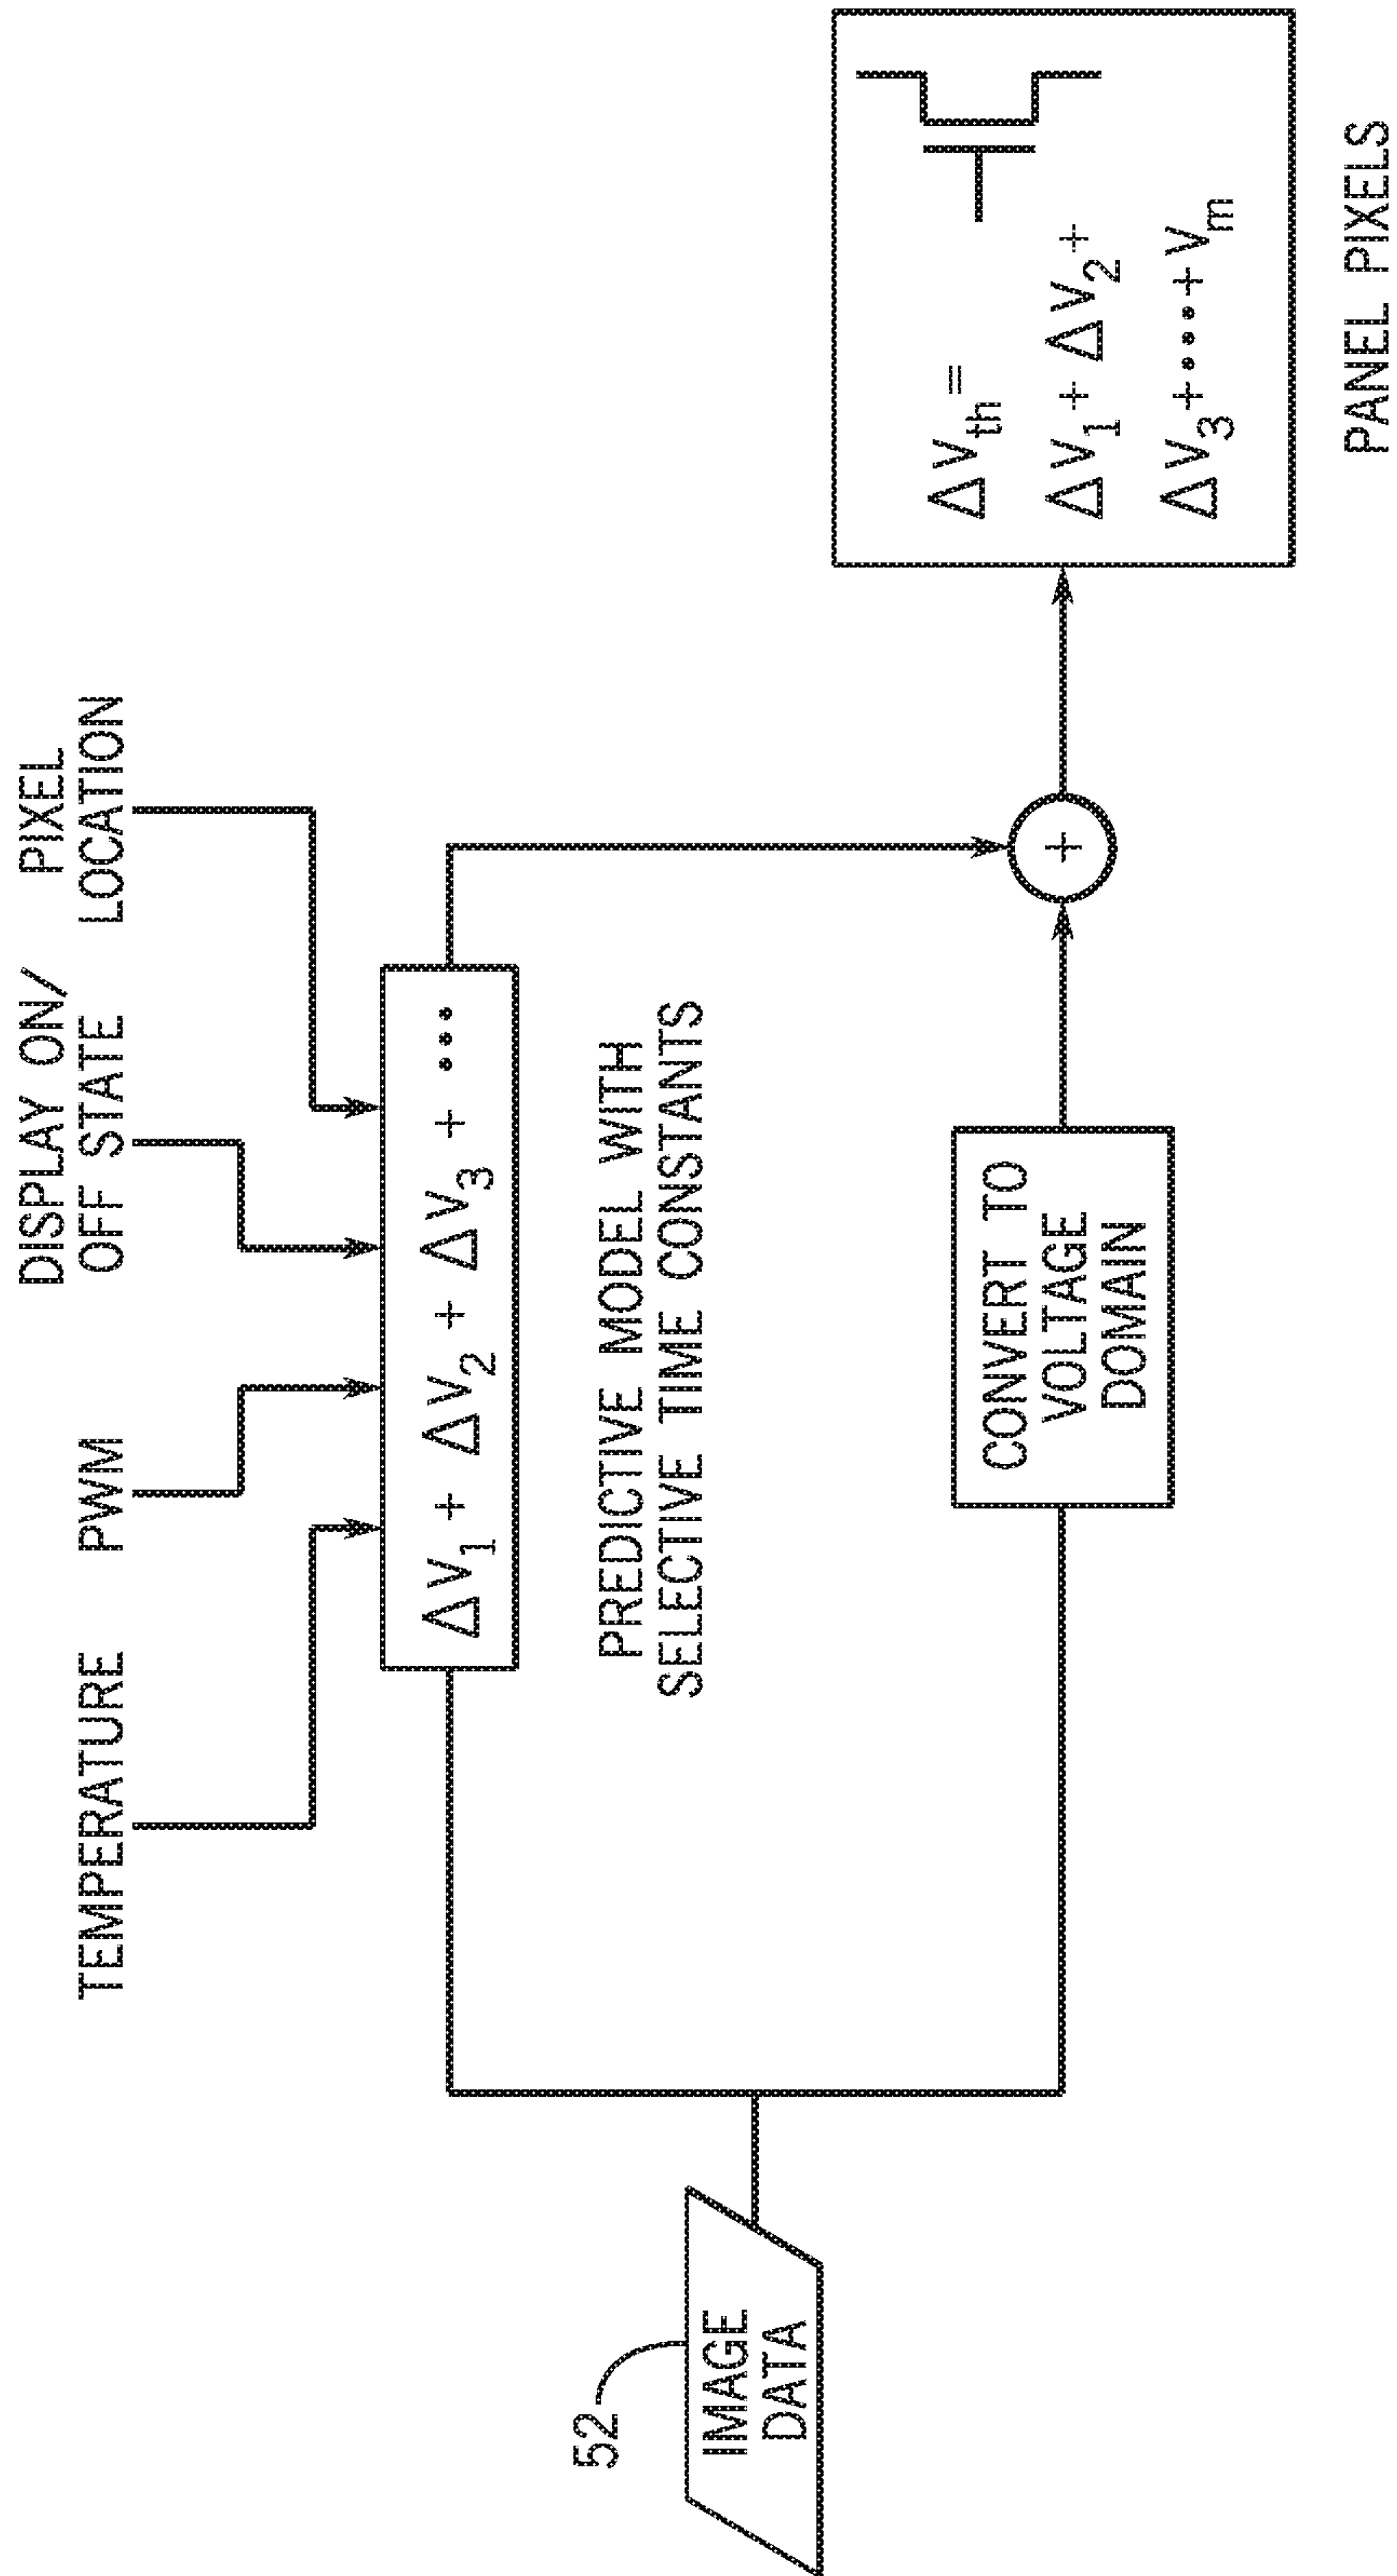 TEMPERATURE
PWM
DISPLAY ON/
OFF STATE
PIXEL
LOCATION
ΔV₁ + ΔV₂ + ΔV₃ + •••
PREDICTIVE MODEL WITH
SELECTIVE TIME CONSTANTS
52
IMAGE
DATA
CONVERT TO
VOLTAGE
DOMAIN
+
ΔVₜₕ =
ΔV₁ + ΔV₂ +
ΔV₃ +•••+ Vₘ
PANEL PIXELS